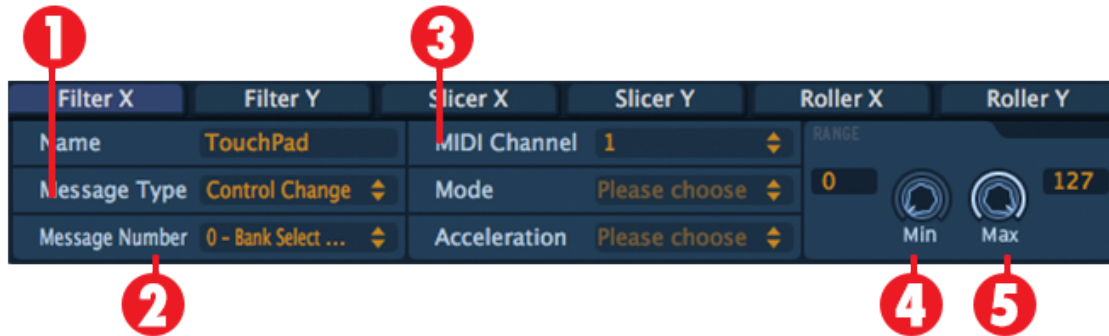 1 3
Filter X Filter Y Slicer X Slicer Y Roller X Roller Y
Name TouchPad MIDI Channel 1 RANGE
Message Type Control Change Mode Please choose 0 127
Message Number 0 - Bank Select ... Acceleration Please choose Min Max
2 4 5